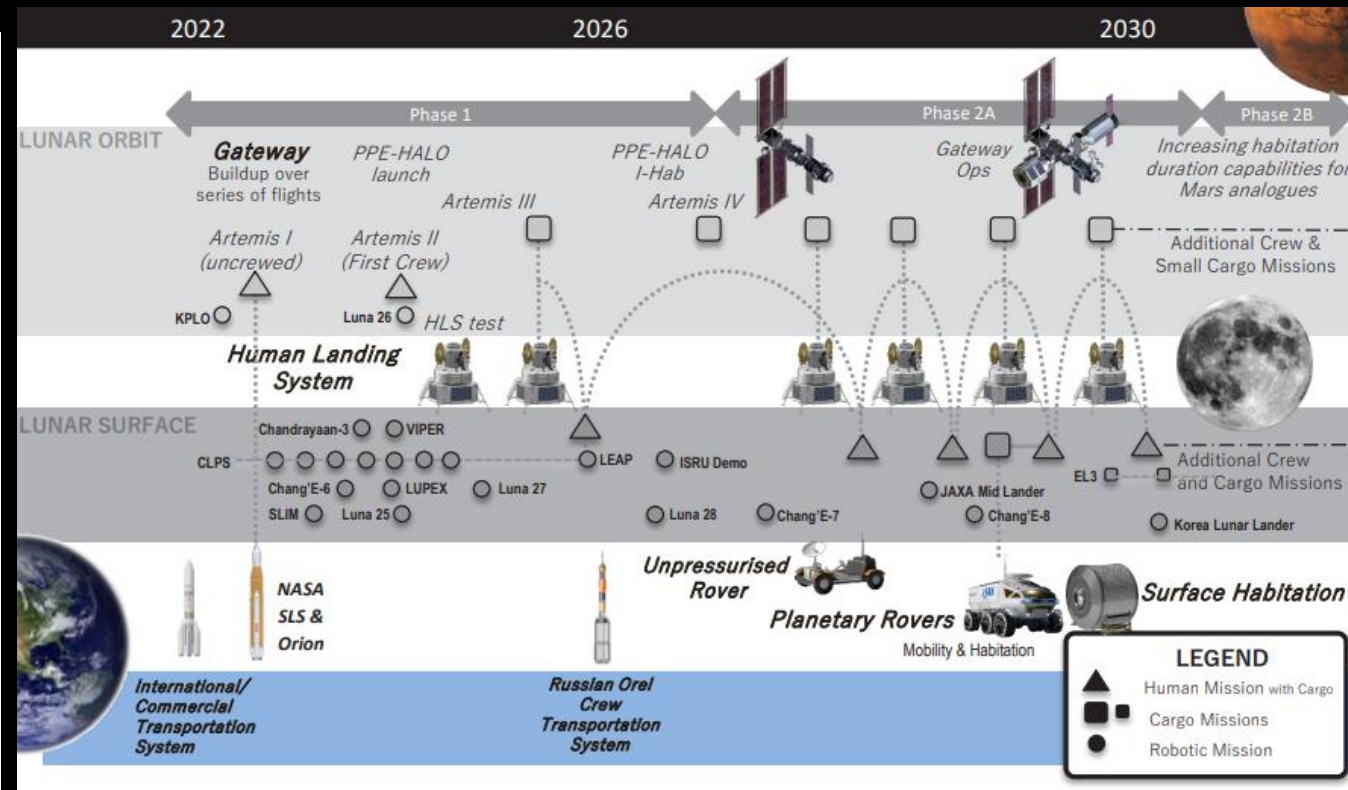 2022 2026 2030
Phase 1 Phase 2A Phase 2B
LUNAR ORBIT
Gateway
Buildup over
series of flights
PPE-HALO
launch
Artemis III
PPE-HALO
I-Hab
Artemis IV
Gateway
Ops
Increasing habitation
duration capabilities for
Mars analogues
Artemis I
(uncrewed)
Artemis II
(First Crew)
Additional Crew &
Small Cargo Missions
KPLO
Luna 26
HLS test
Human Landing
System
LUNAR SURFACE
Chandrayaan-3 VIPER
CLPS LEAP ISRU Demo
EL3
Additional Crew
and Cargo Missions
Chang'E-6 LUPEX Luna 27 JAXA Mid Lander
SLIM Luna 25 Luna 28 Chang'E-7 Chang'E-8
Korea Lunar Lander
NASA
SLS &
Orion
Unpressurised
Rover
Planetary Rovers
Mobility & Habitation
Surface Habitation
International/
Commercial
Transportation
System
Russian Orel
Crew
Transportation
System
LEGEND
Human Mission with Cargo
Cargo Missions
Robotic Mission